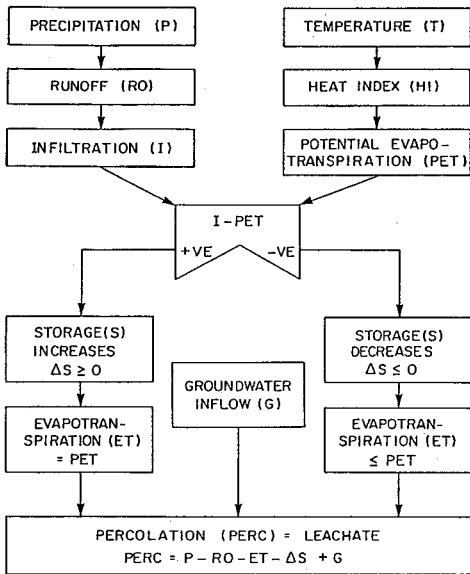 PRECIPITATION (P)
TEMPERATURE (T)
RUNOFF (RO)
HEAT INDEX (HI)
INFILTRATION (I)
POTENTIAL EVAPO-
TRANSPIRATION (PET)
I-PET
+VE
-VE
STORAGE(S)
INCREASES
ΔS ≥ O
STORAGE(S)
DECREASES
ΔS ≤ O
GROUNDWATER
INFLOW (G)
EVAPOTRAN-
SPIRATION (ET)
= PET
EVAPOTRAN-
SPIRATION (ET)
≤ PET
PERCOLATION (PERC) = LEACHATE
PERC = P-RO-ET-ΔS + G